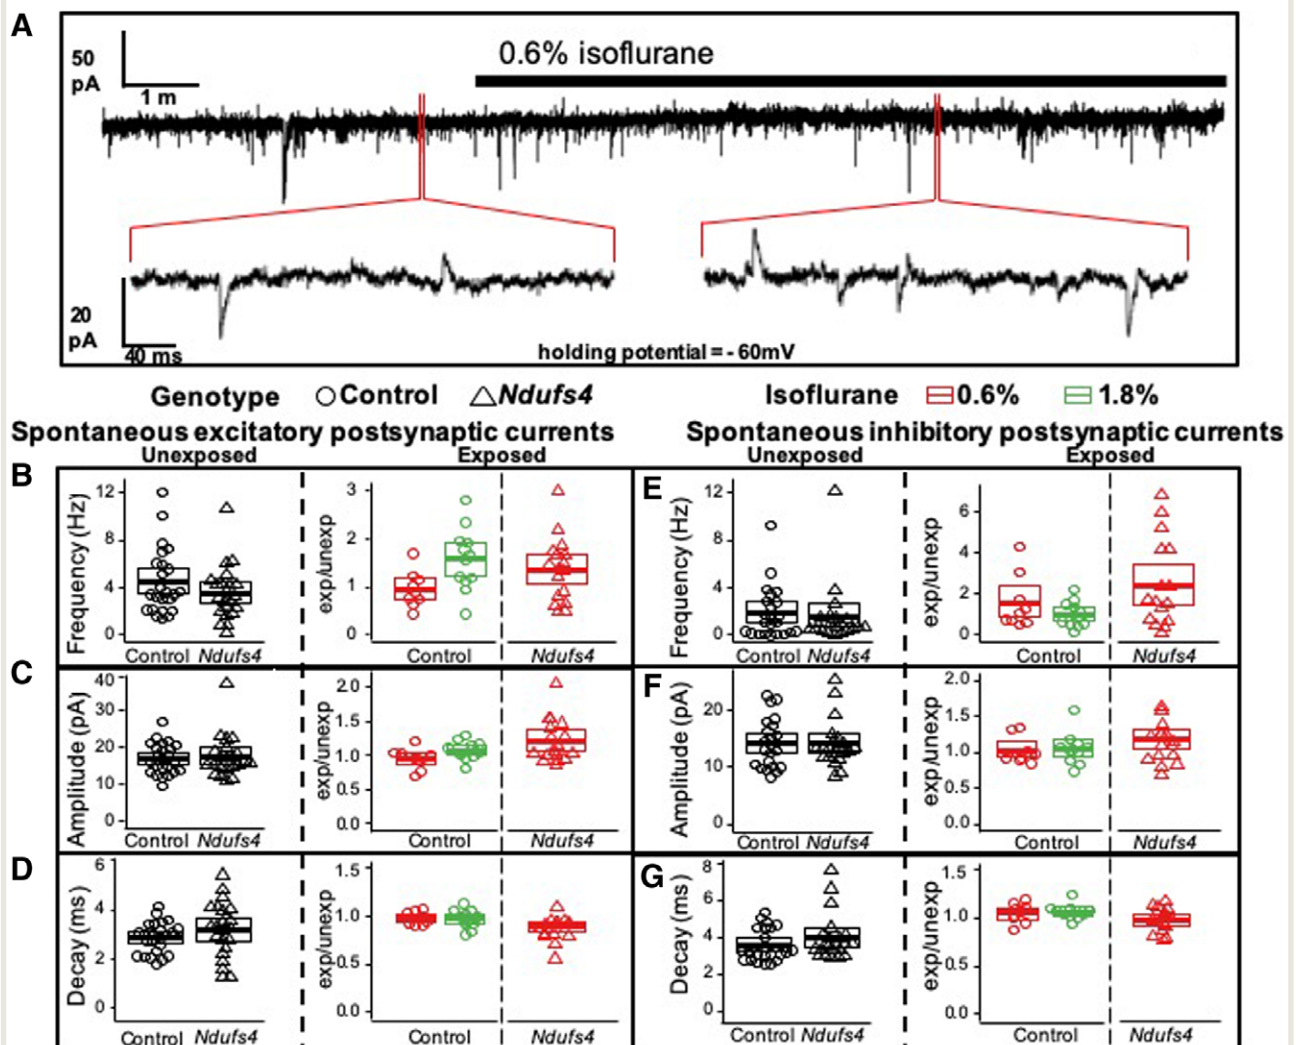 A
50
pA
1 m
0.6% isoflurane
20
pA
40 ms
holding potential = - 60mV
Genotype Control Ndufs4 Isoflurane 0.6% 1.8%
Spontaneous excitatory postsynaptic currents Spontaneous inhibitory postsynaptic currents
Unexposed Exposed Unexposed Exposed
B
Frequency (Hz)
12
8
4
0
Control Ndufs4
exp/unexp
3
2
1
0
Control Ndufs4
E
Frequency (Hz)
12
8
4
0
Control Ndufs4
exp/unexp
6
4
2
0
Control Ndufs4
C
Amplitude (pA)
40
30
20
10
0
Control Ndufs4
exp/unexp
2.0
1.5
1.0
0.5
0.0
Control Ndufs4
F
Amplitude (pA)
20
10
0
Control Ndufs4
exp/unexp
2.0
1.5
1.0
0.5
0.0
Control Ndufs4
D
Decay (ms)
6
4
2
0
Control Ndufs4
exp/unexp
1.5
1.0
0.5
0.0
Control Ndufs4
G
Decay (ms)
8
6
4
2
0
Control Ndufs4
exp/unexp
1.5
1.0
0.5
0.0
Control Ndufs4